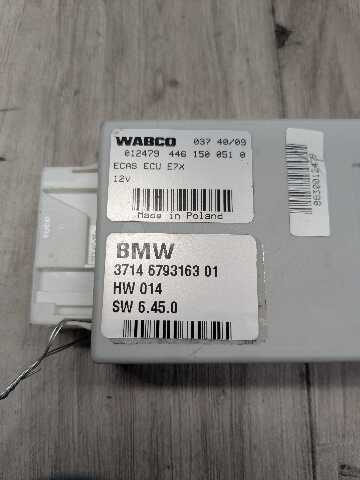 WABCO 037 40/09
012479 446 150 051 0
ECAS ECU E7X
12V
Made in Poland
BMW
3714 6793163 01
HW 014
SW 6.45.0